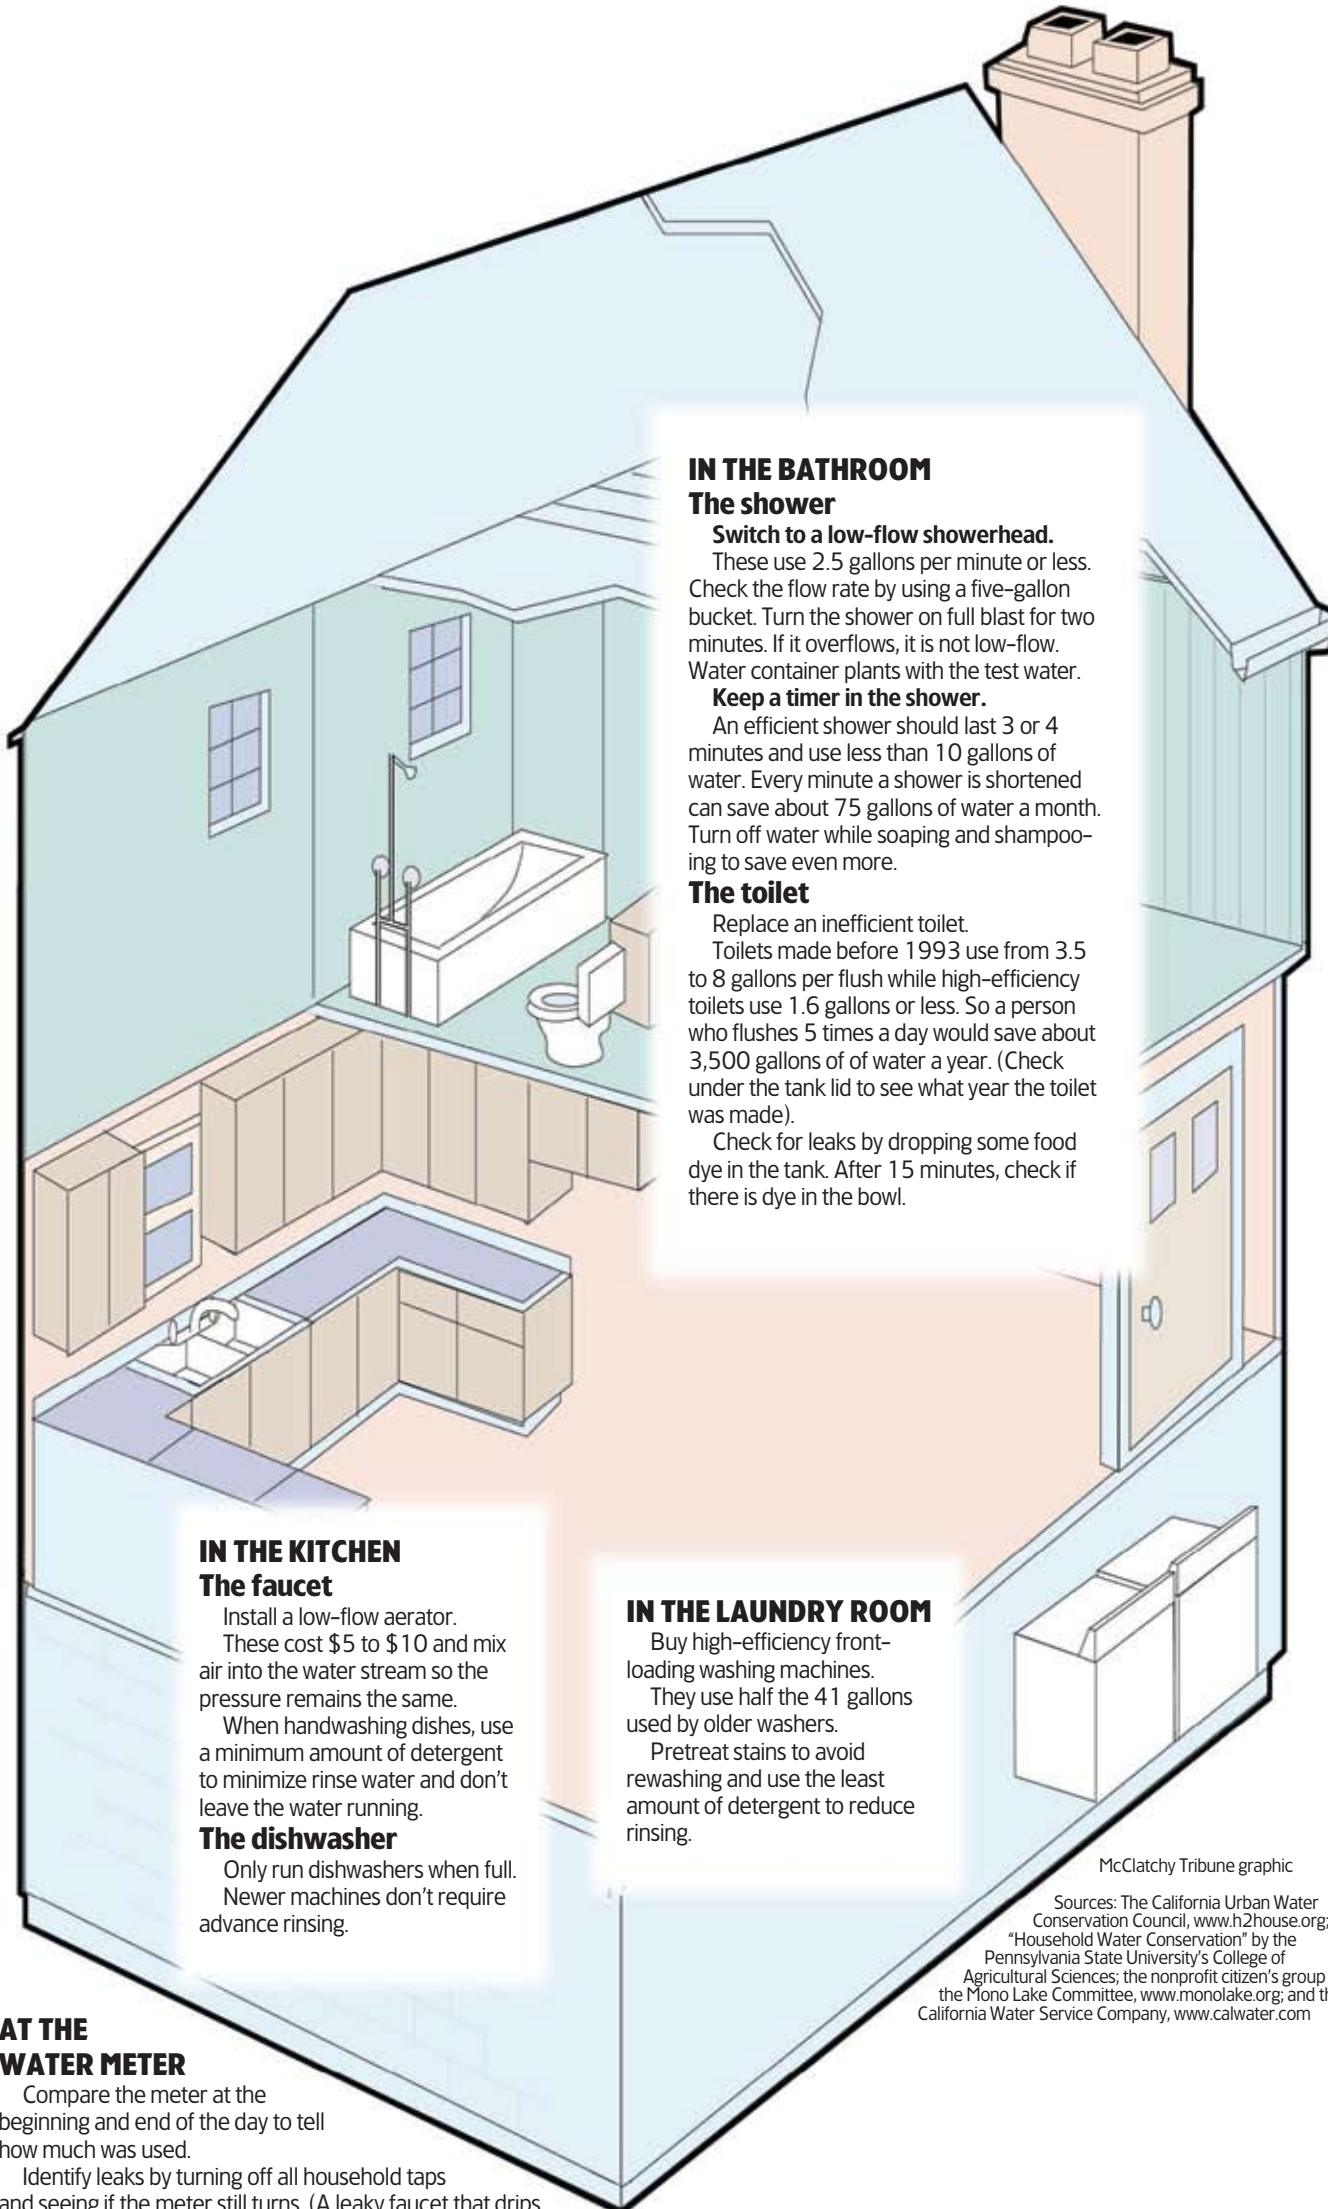 IN THE BATHROOM
The shower
Switch to a low-flow showerhead.
These use 2.5 gallons per minute or less.
Check the flow rate by using a five-gallon
bucket. Turn the shower on full blast for two
minutes. If it overflows, it is not low-flow.
Water container plants with the test water.
Keep a timer in the shower.
An efficient shower should last 3 or 4
minutes and use less than 10 gallons of
water. Every minute a shower is shortened
can save about 75 gallons of water a month.
Turn off water while soaping and shampoo-
ing to save even more.
The toilet
Replace an inefficient toilet.
Toilets made before 1993 use from 3.5
to 8 gallons per flush while high-efficiency
toilets use 1.6 gallons or less. So a person
who flushes 5 times a day would save about
3,500 gallons of of water a year. (Check
under the tank lid to see what year the toilet
was made).
Check for leaks by dropping some food
dye in the tank. After 15 minutes, check if
there is dye in the bowl.
IN THE KITCHEN
The faucet
Install a low-flow aerator.
These cost $5 to $10 and mix
air into the water stream so the
pressure remains the same.
When handwashing dishes, use
a minimum amount of detergent
to minimize rinse water and don't
leave the water running.
The dishwasher
Only run dishwashers when full.
Newer machines don't require
advance rinsing.
IN THE LAUNDRY ROOM
Buy high-efficiency front-
loading washing machines.
They use half the 41 gallons
used by older washers.
Pretreat stains to avoid
rewashing and use the least
amount of detergent to reduce
rinsing.
McClatchy Tribune graphic
Sources: The California Urban Water
Conservation Council, www.h2house.org;
"Household Water Conservation" by the
Pennsylvania State University's College of
Agricultural Sciences; the nonprofit citizen's group
the Mono Lake Committee, www.monolake.org; and
California Water Service Company, www.calwater.com
AT THE
WATER METER
Compare the meter at the
beginning and end of the day to tell
how much was used.
Identify leaks by turning off all household taps
and seeing if the meter still turns. (A leaky faucet that drips